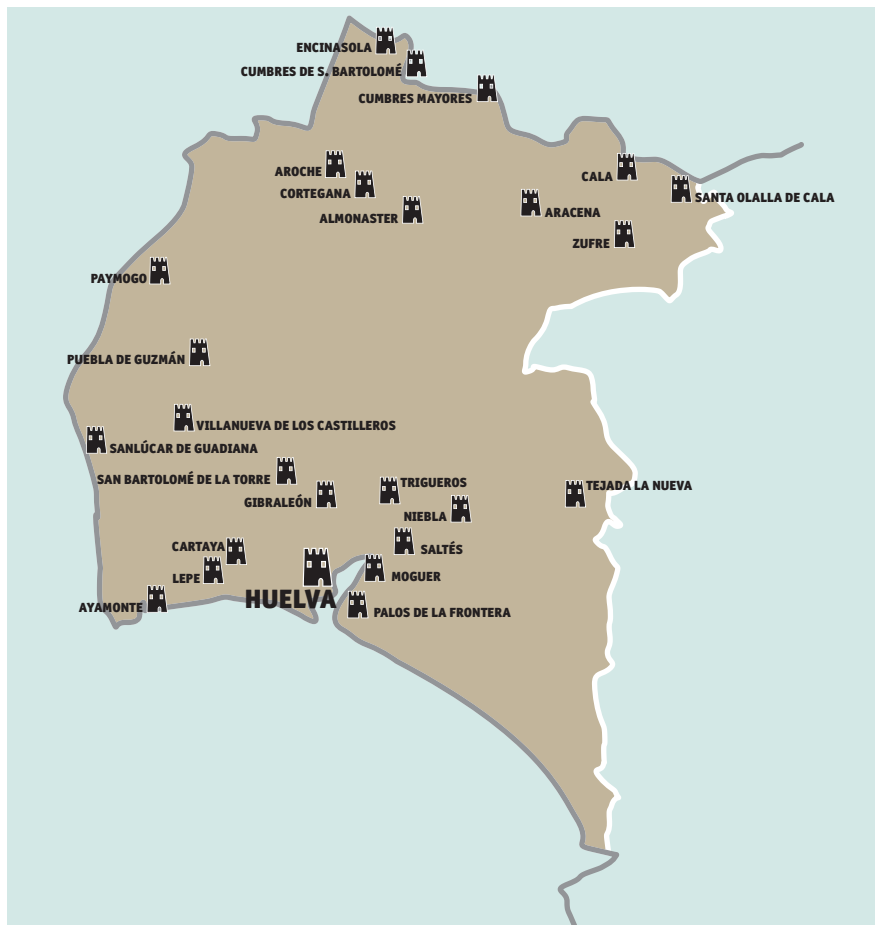 ENCINASOLA
CUMBRES DE S. BARTOLOMÉ
CUMBRES MAYORES
AROCHE
CORTEGANA
ALMONASTER
CALA
SANTA OLALLA DE CALA
ARACENA
ZUFRE
PAYMOGO
PUEBLA DE GUZMÁN
VILLANUEVA DE LOS CASTILLEROS
SANLÚCAR DE GUADIANA
SAN BARTOLOMÉ DE LA TORRE
TRIGUEROS
TEJADA LA NUEVA
GIBRALEÓN
NIEBLA
CARTAYA
SALTÉS
LEPE
MOGUER
HUELVA
AYAMONTE
PALOS DE LA FRONTERA